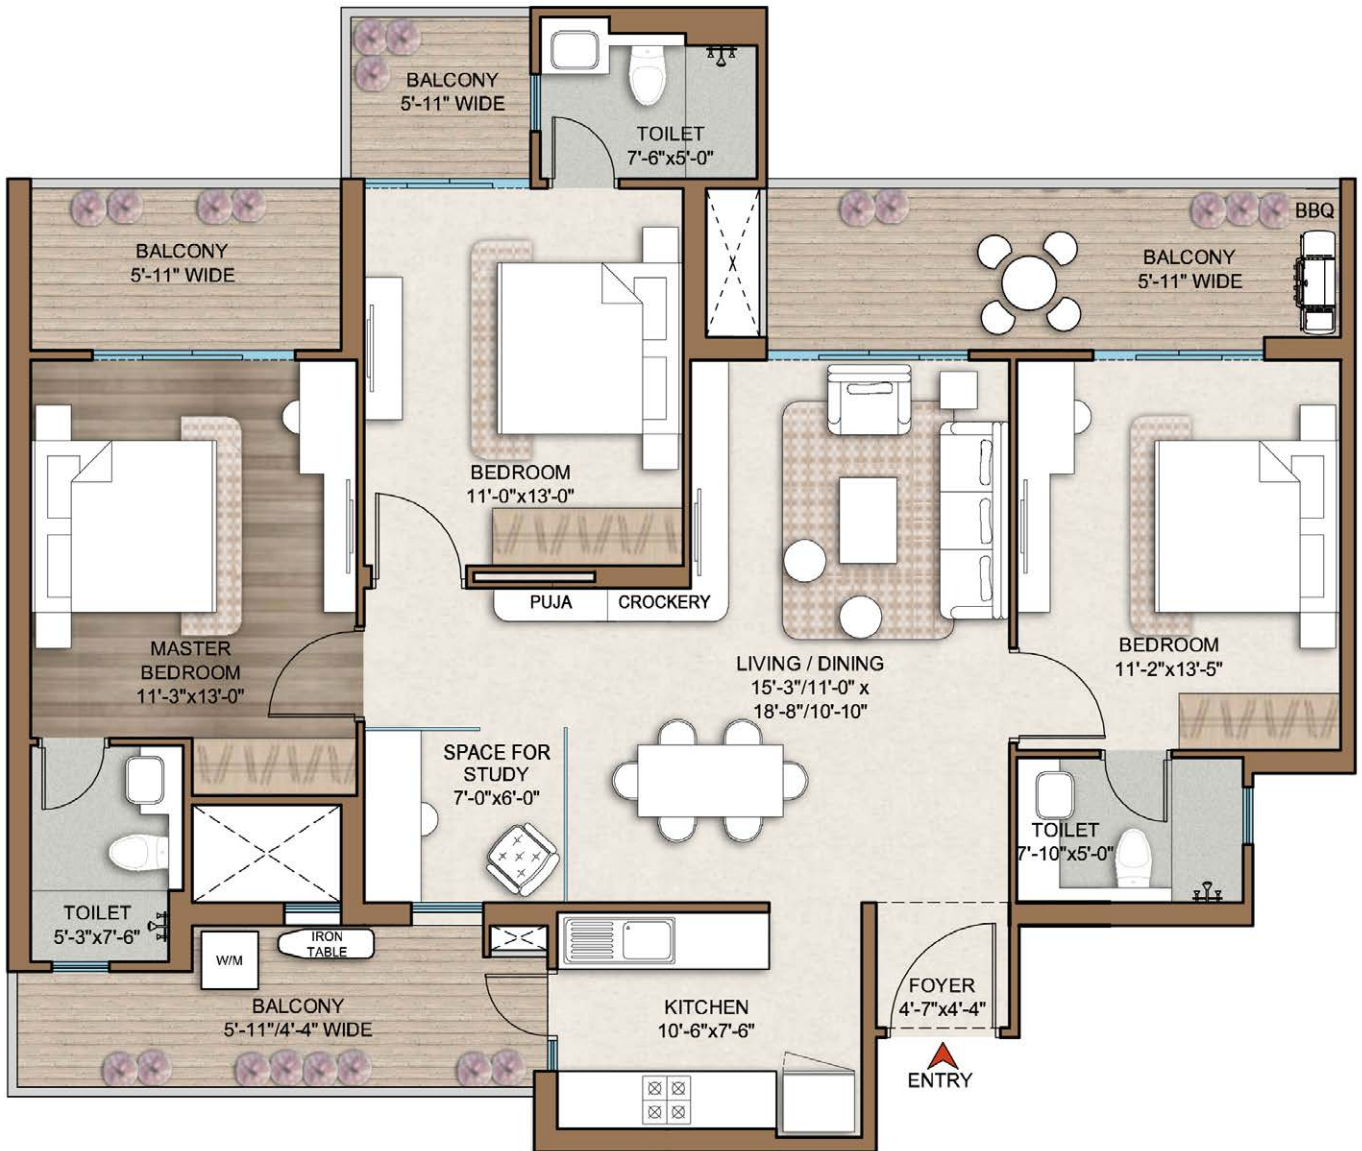 BALCONY
5'-11" WIDE
TOILET
7'-6"x5'-0"
BALCONY
5'-11" WIDE
BBQ
BALCONY
5'-11" WIDE
BEDROOM
11'-0"x13'-0"
PUJA
CROCKERY
MASTER
BEDROOM
11'-3"x13'-0"
LIVING / DINING
15'-3"/11'-0" x
18'-8"/10'-10"
BEDROOM
11'-2"x13'-5"
SPACE FOR
STUDY
7'-0"x6'-0"
TOILET
7'-10"x5'-0"
TOILET
5'-3"x7'-6"
W/M
IRON
TABLE
BALCONY
5'-11"/4'-4" WIDE
KITCHEN
10'-6"x7'-6"
FOYER
4'-7"x4'-4"
ENTRY